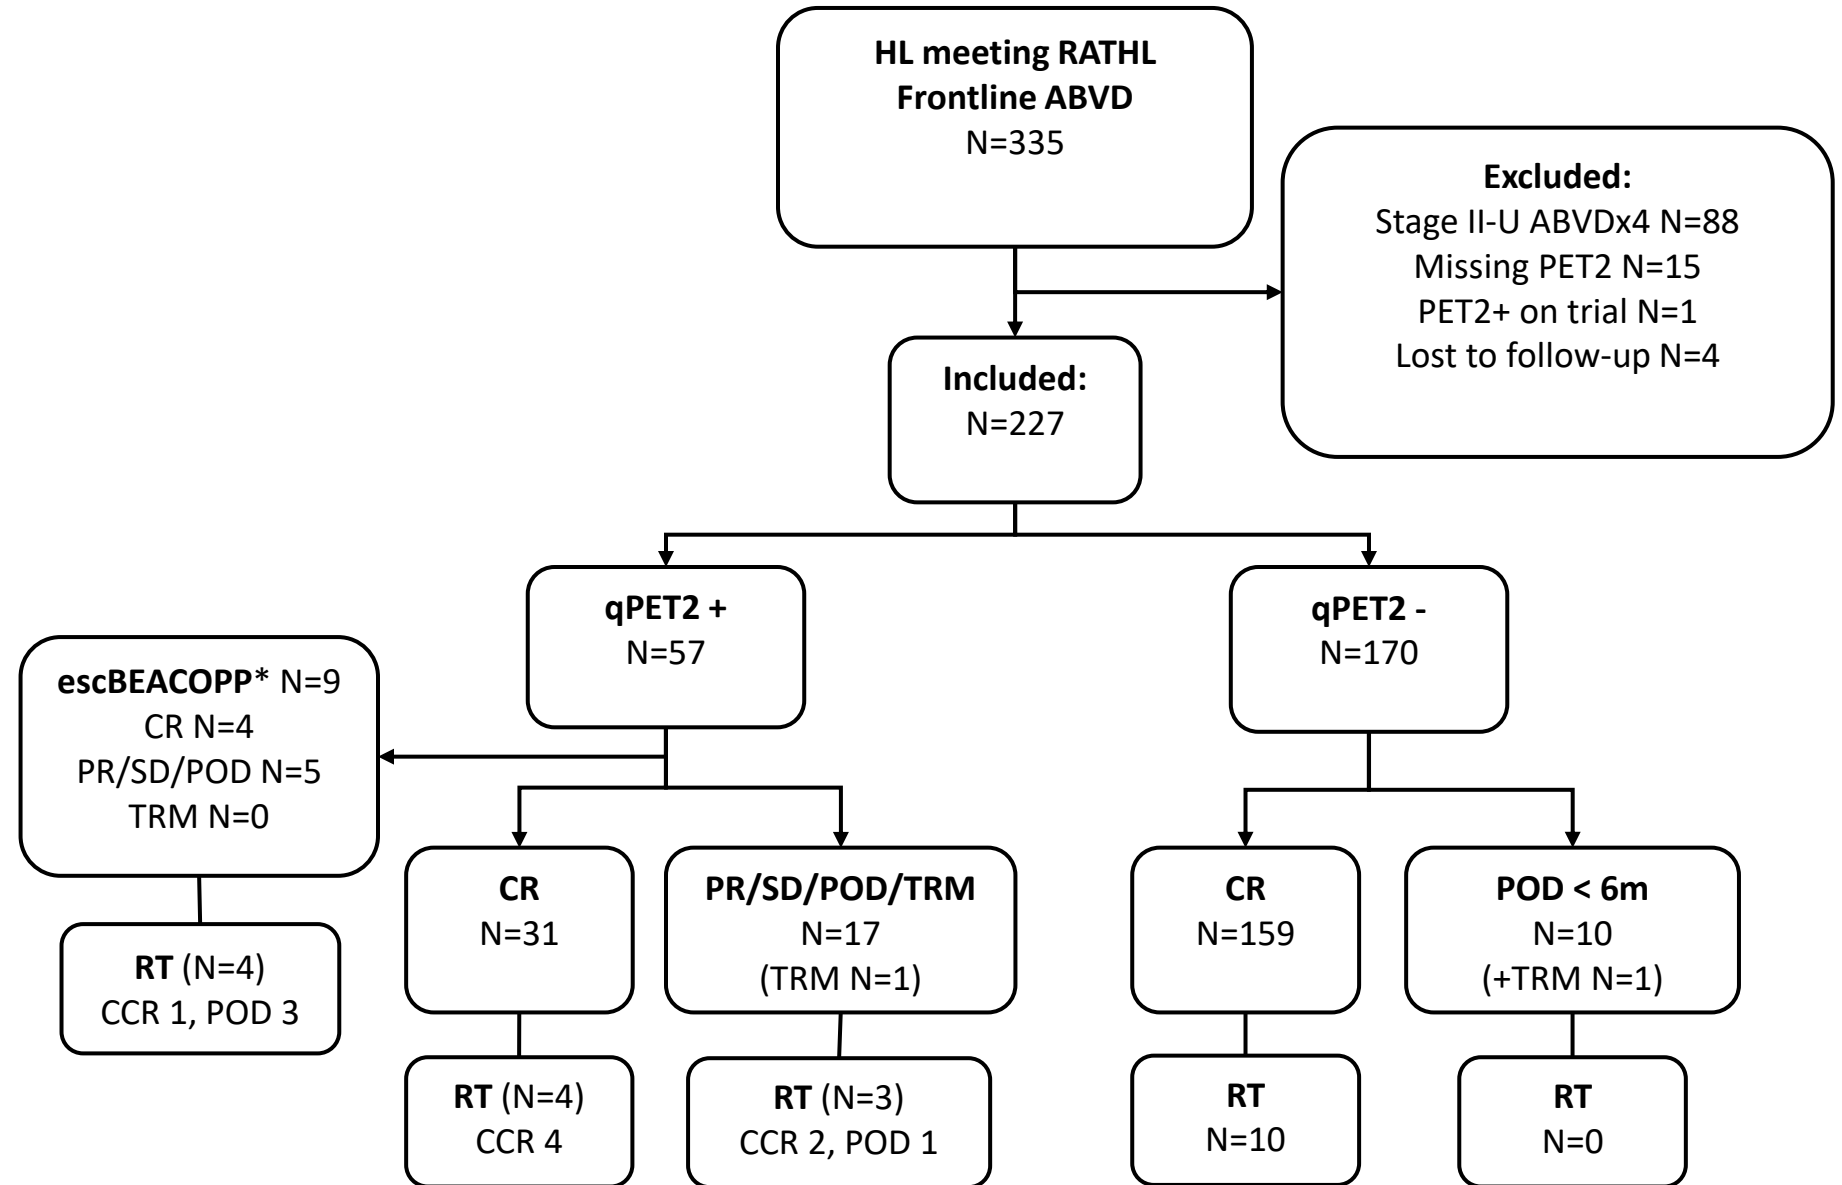 HL meeting RATHL
Frontline ABVD
N=335
Excluded:
Stage II-U ABVDx4 N=88
Missing PET2 N=15
PET2+ on trial N=1
Lost to follow-up N=4
Included:
N=227
qPET2 +
N=57
qPET2 -
N=170
escBEACOPP* N=9
CR N=4
PR/SD/POD N=5
TRM N=0
RT (N=4)
CCR 1, POD 3
CR
N=31
PR/SD/POD/TRM
N=17
(TRM N=1)
CR
N=159
POD < 6m
N=10
(+TRM N=1)
RT (N=4)
CCR 4
RT (N=3)
CCR 2, POD 1
RT
N=10
RT
N=0